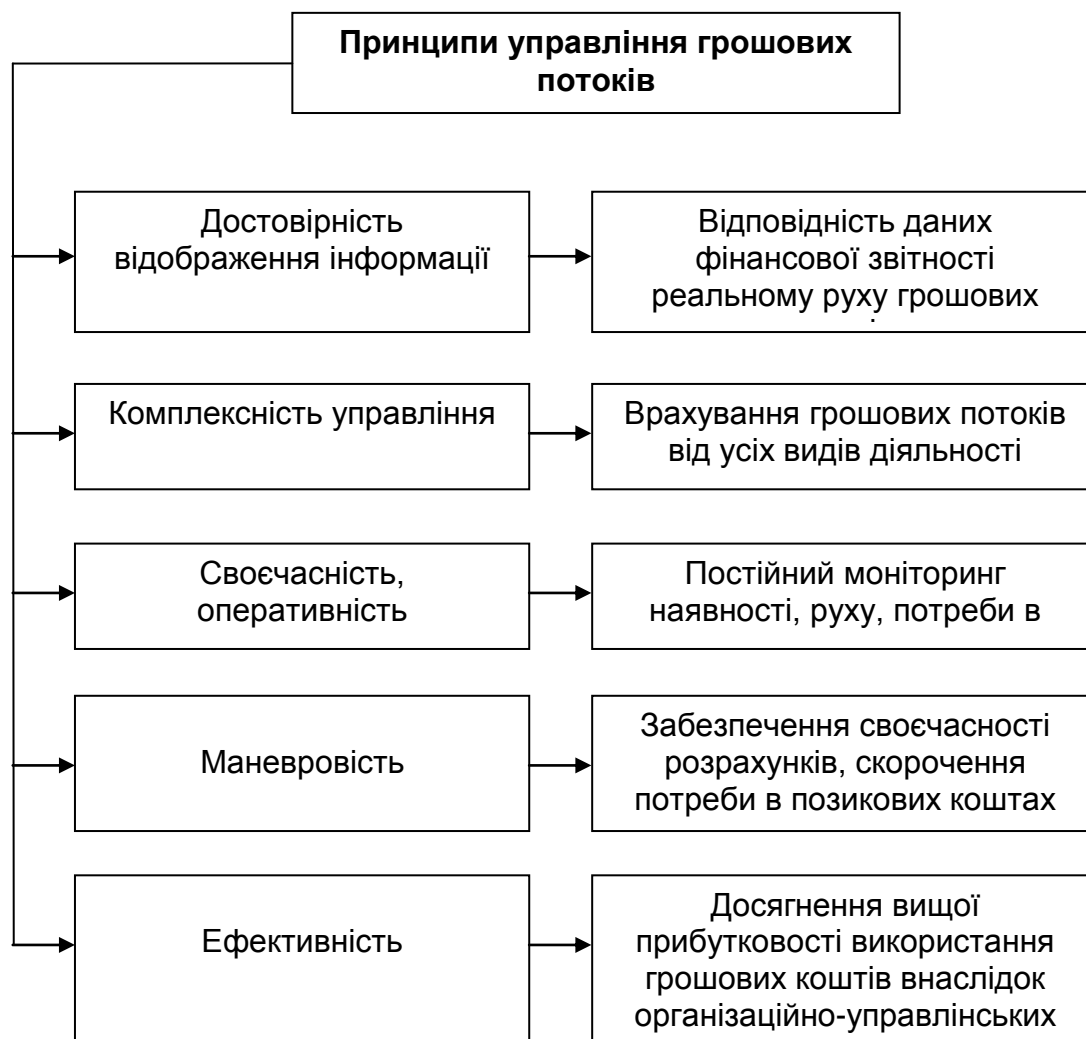 Принципи управління грошових
потоків
Достовірність
відображення інформації
Відповідність даних
фінансової звітності
реальному руху грошових
Комплексність управління
Врахування грошових потоків
від усіх видів діяльності
Своєчасність,
оперативність
Постійний моніторинг
наявності, руху, потреби в
Маневровість
Забезпечення своєчасності
розрахунків, скорочення
потреби в позикових коштах
Ефективність
Досягнення вищої
прибутковості використання
грошових коштів внаслідок
організаційно-управлінських